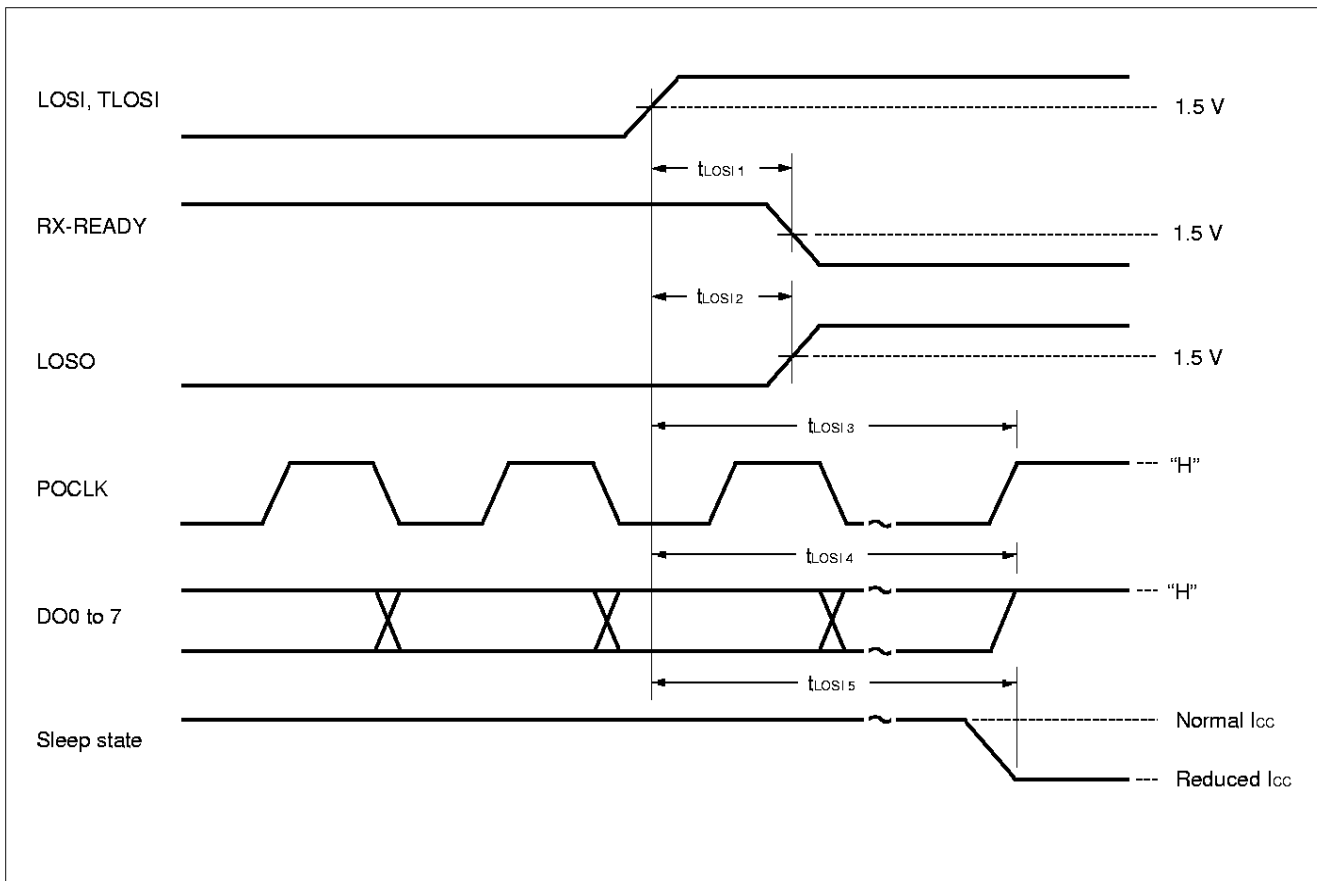 LOSI, TLOSI
1.5 V
tLOSI 1
RX-READY
1.5 V
tLOSI 2
LOSO
1.5 V
tLOSI 3
“H”
POCLK
tLOSI 4
“H”
DO0 to 7
tLOSI 5
Normal Icc
Sleep state
Reduced Icc